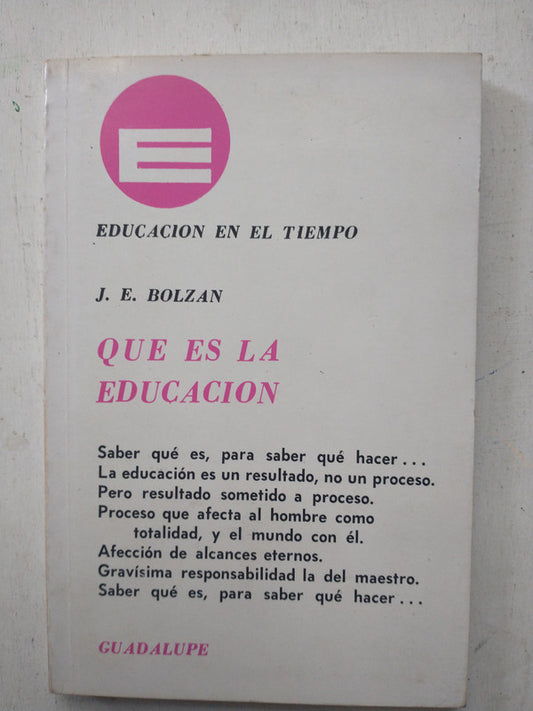 E
EDUCACION EN EL TIEMPO
J. E. BOLZAN
QUE ES LA
EDUCACION
Saber qué es, para saber qué hacer...
La educación es un resultado, no un proceso.
Pero resultado sometido a proceso.
Proceso que afecta al hombre como
totalidad, y el mundo con él.
Afección de alcances eternos.
Gravísima responsabilidad la del maestro.
Saber qué es, para saber qué hacer...
GUADALUPE